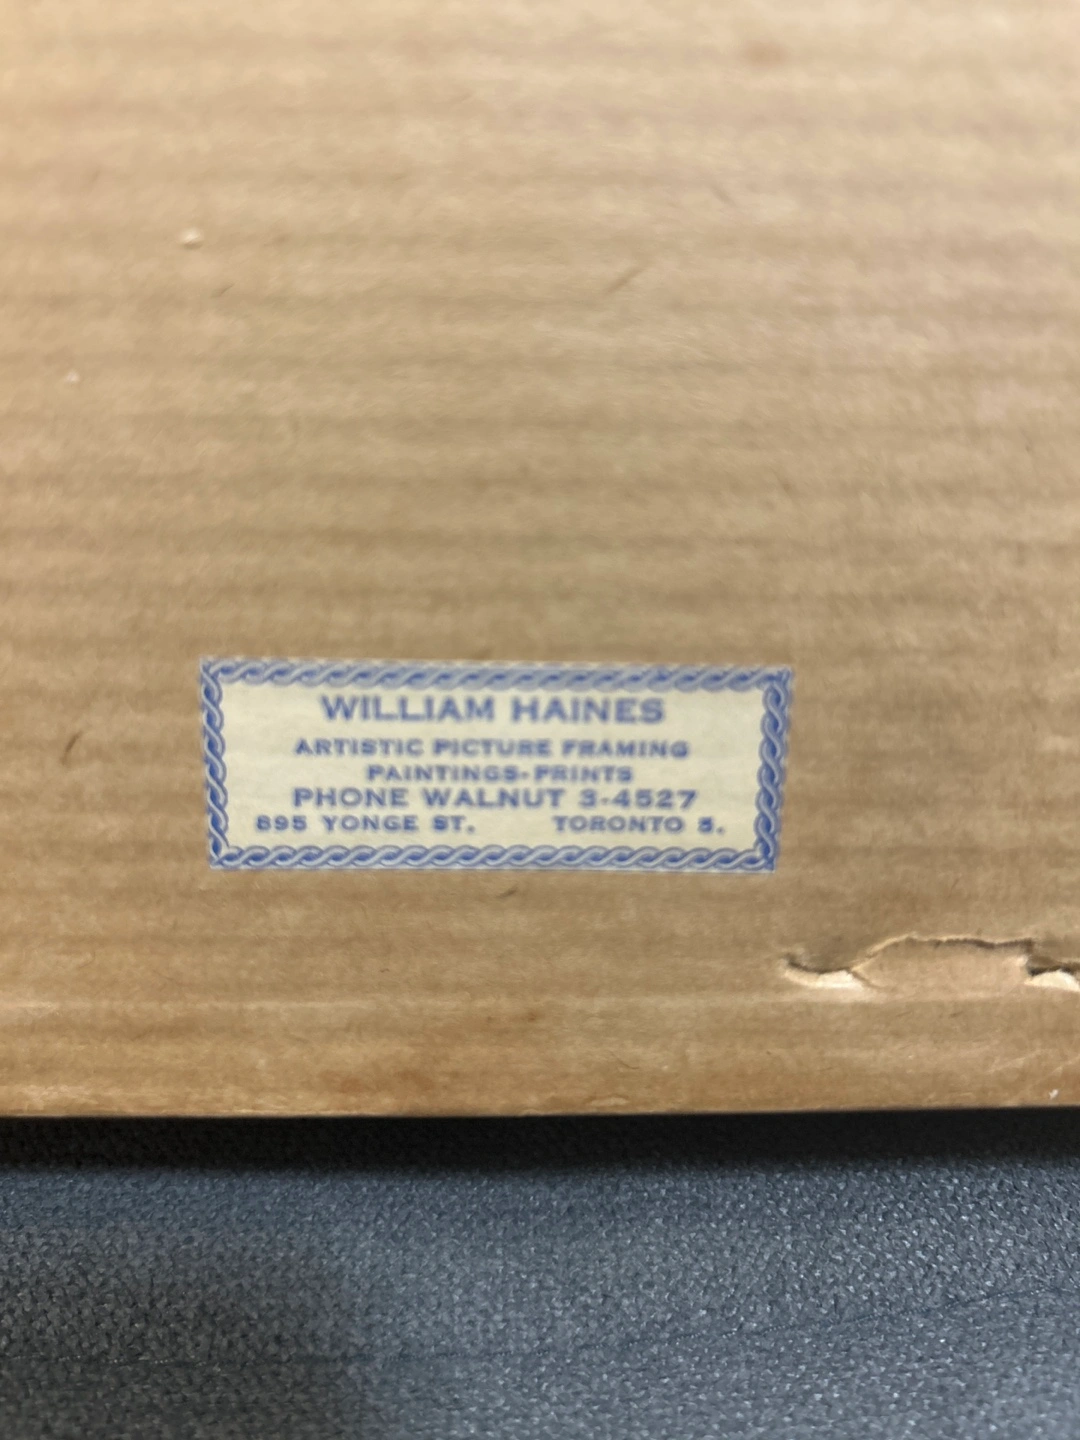 WILLIAM HAINES
ARTISTIC PICTURE FRAMING
PAINTINGS-PRINTS
PHONE WALNUT 3-4527
895 YONGE ST. TORONTO 5.